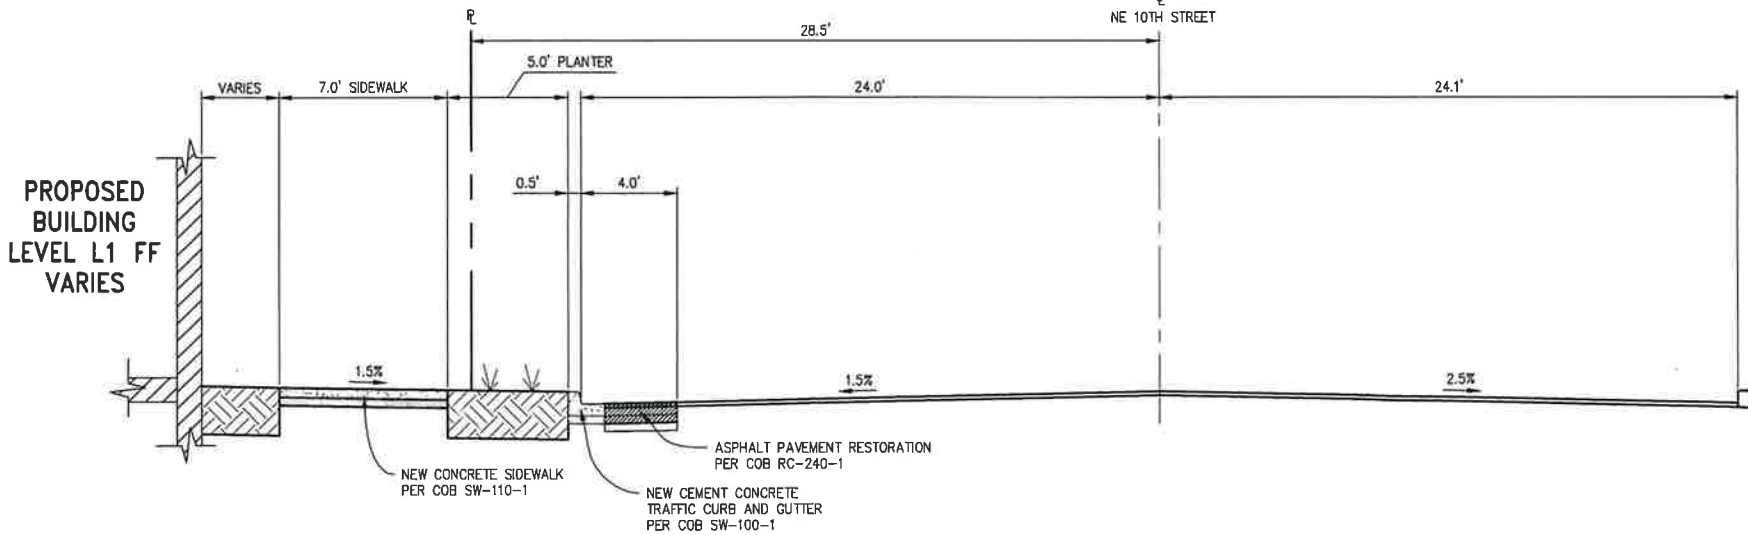 ℄
NE 10TH STREET
℄
28.5'
5.0' PLANTER
VARIES
7.0' SIDEWALK
24.0'
24.1'
PROPOSED
BUILDING
LEVEL L1 FF
VARIES
0.5'
4.0'
1.5%
1.5%
2.5%
ASPHALT PAVEMENT RESTORATION
PER COB RC-240-1
NEW CONCRETE SIDEWALK
PER COB SW-110-1
NEW CEMENT CONCRETE
TRAFFIC CURB AND GUTTER
PER COB SW-100-1